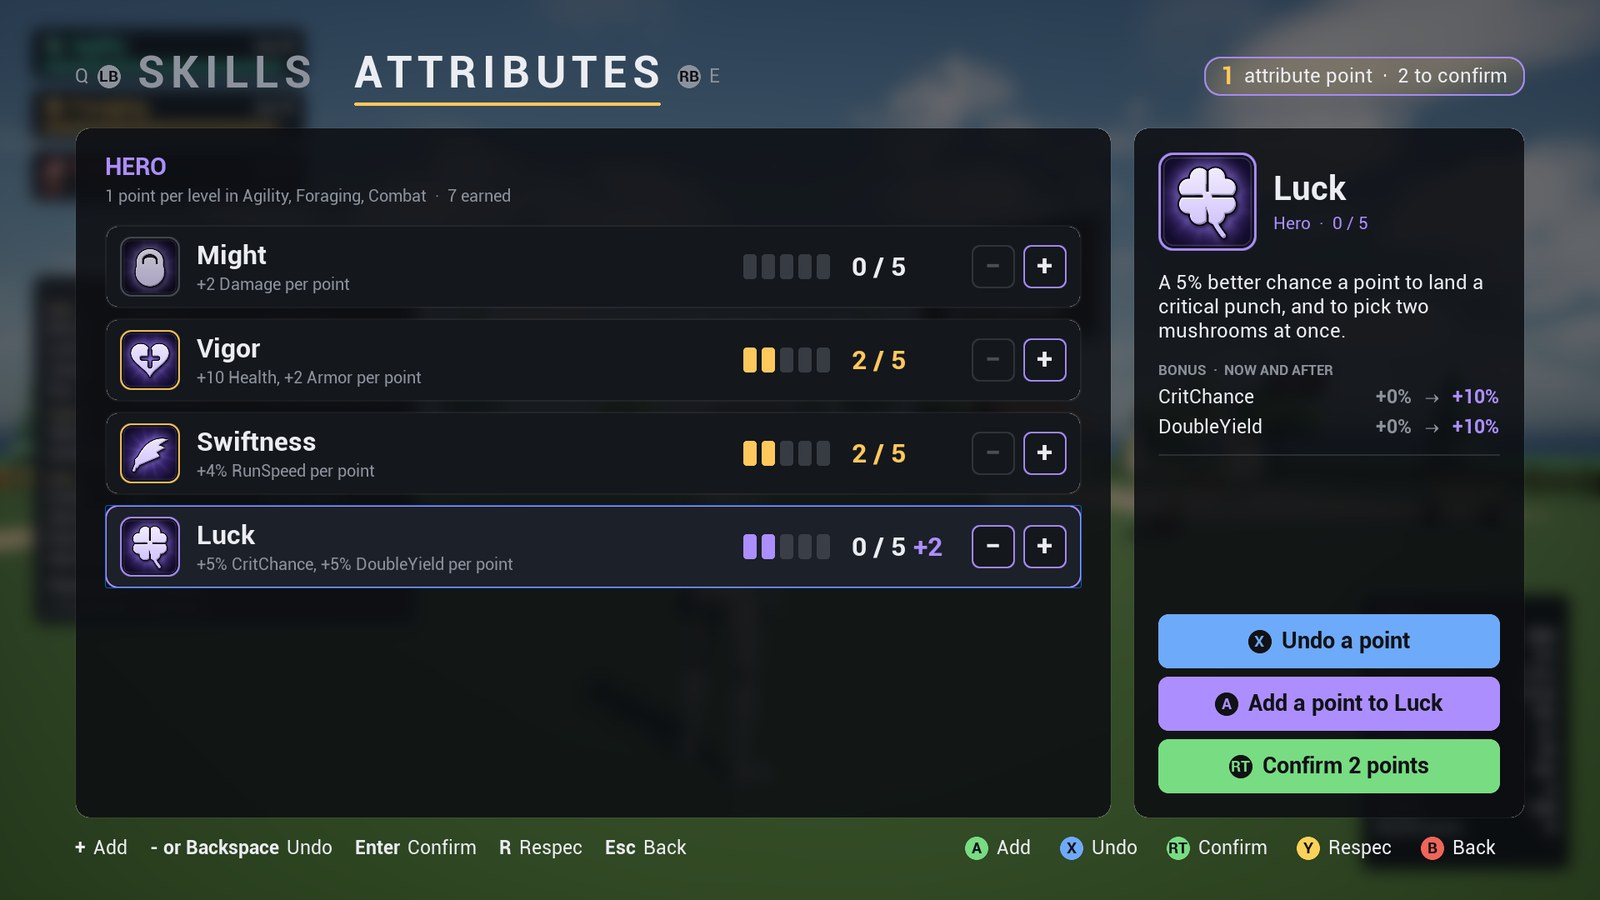 Q LB SKILLS ATTRIBUTES RB E
1 attribute point · 2 to confirm
HERO
1 point per level in Agility, Foraging, Combat · 7 earned
Might
+2 Damage per point
0 / 5
− +
Vigor
+10 Health, +2 Armor per point
2 / 5
− +
Swiftness
+4% RunSpeed per point
2 / 5
− +
Luck
+5% CritChance, +5% DoubleYield per point
0 / 5 +2
− +
Luck
Hero · 0 / 5
A 5% better chance a point to land a
critical punch, and to pick two
mushrooms at once.
BONUS · NOW AND AFTER
CritChance +0% → +10%
DoubleYield +0% → +10%
X Undo a point
A Add a point to Luck
RT Confirm 2 points
+ Add - or Backspace Undo Enter Confirm R Respec Esc Back
A Add X Undo RT Confirm Y Respec B Back